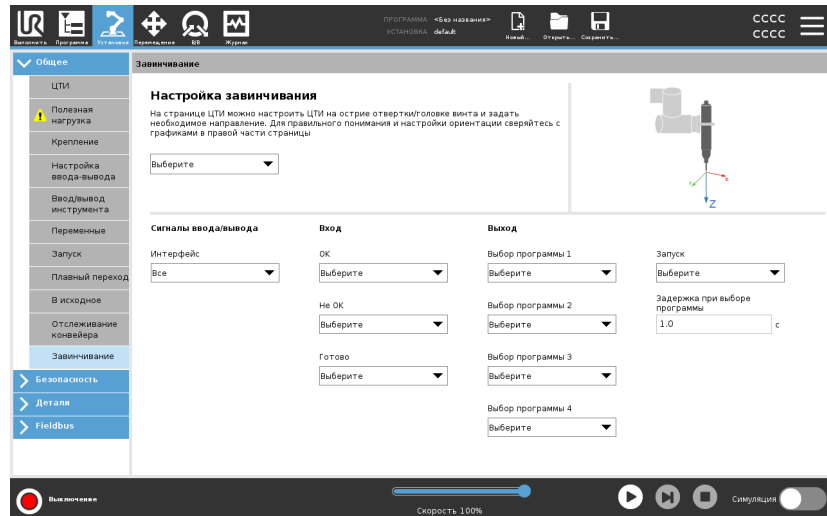 UR
ПРОГРАММА <Без названия>
УСТАНОВКА default
CCCC
CCCC
Выполнить Программа Установка Перемещение В/В Журнал Новый... Открыть... Сохранить...
Общее
Завинчивание
ЦТИ
Полезная
нагрузка
Крепление
Настройка
ввода-вывода
Ввод/вывод
инструмента
Переменные
Запуск
Плавный переход
В исходное
Отслеживание
конвейера
Завинчивание
Безопасность
Детали
Fieldbus
Настройка завинчивания
На странице ЦТИ можно настроить ЦТИ на острие отвертки/головке винта и задать
необходимое направление. Для правильного понимания и настройки ориентации сверяйтесь с
графиками в правой части страницы
Выберите
Y
X
Z
Сигналы ввода/вывода Вход Выход
Интерфейс OK Выбор программы 1 Запуск
Все Выберите Выберите Выберите
Не OK Выбор программы 2 Задержка при выборе
программы
Выберите Выберите 1.0 с
Готово Выбор программы 3
Выберите Выберите
Выбор программы 4
Выберите
Выключение
Скорость 100%
Симуляция